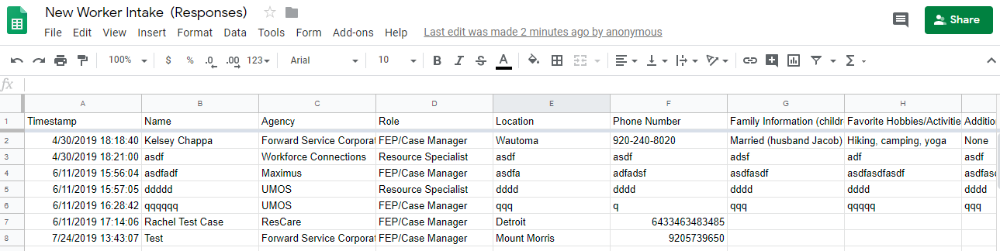 New Worker Intake (Responses)
File Edit View Insert Format Data Tools Form Add-ons Help Last edit was made 2 minutes ago by anonymous
Share
100% $ % .0 .00 123 Arial 10 B I S A
fx
A B C D E F G H
1 Timestamp Name Agency Role Location Phone Number Family Information (childr Favorite Hobbies/Activitie Additio
2 4/30/2019 18:18:40 Kelsey Chappa Forward Service Corporat FEP/Case Manager Wautoma 920-240-8020 Married (husband Jacob) Hiking, camping, yoga None
3 4/30/2019 18:21:00 asdf Workforce Connections Resource Specialist asdf asdf adsf adf asdf
4 6/11/2019 15:56:04 asdfadf Maximus FEP/Case Manager asdfa adfadsf asdfasdf asdfasdfasdf asdfasd
5 6/11/2019 15:57:05 ddddd UMOS Resource Specialist dddd dddd dddd dddd dddd
6 6/11/2019 16:28:42 qqqqqq UMOS FEP/Case Manager qqq q qqq qqqqq qqq
7 6/11/2019 17:14:06 Rachel Test Case ResCare FEP/Case Manager Detroit 6433463483485
8 7/24/2019 13:43:07 Test Forward Service Corporat FEP/Case Manager Mount Morris 9205739650